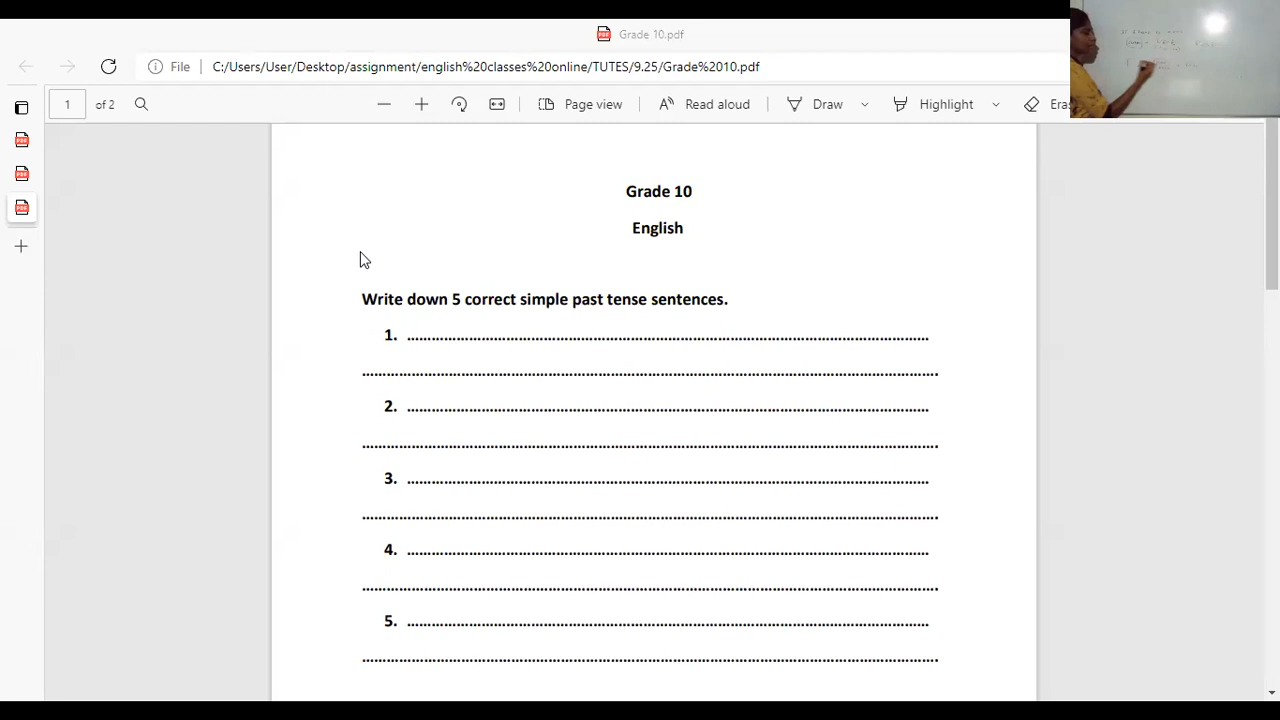 Grade 10.pdf
File C:/Users/User/Desktop/assignment/english%20classes%20online/TUTES/9.25/Grade%2010.pdf
1 of 2 Page view Read aloud Draw Highlight Era
Grade 10
English
Write down 5 correct simple past tense sentences.
1. ....................................................................................................
....................................................................................................
2. ....................................................................................................
....................................................................................................
3. ....................................................................................................
....................................................................................................
4. ....................................................................................................
....................................................................................................
5. ....................................................................................................
....................................................................................................